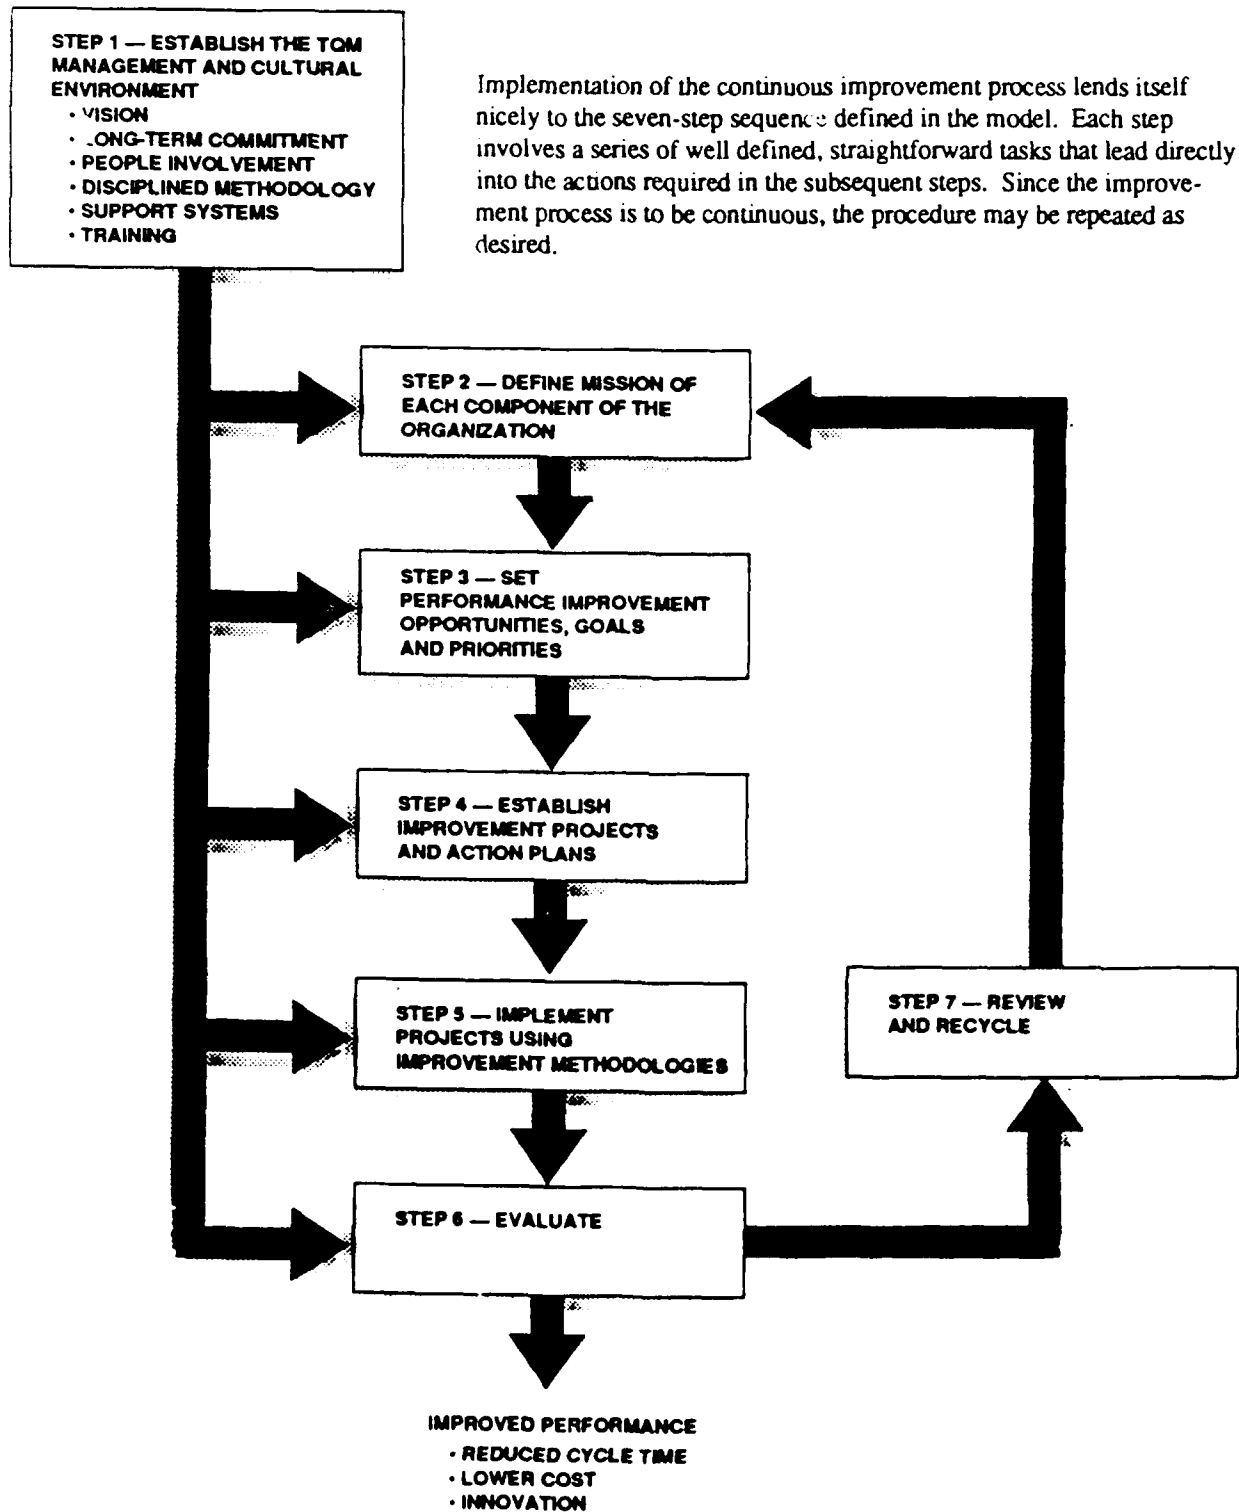 STEP 1 — ESTABLISH THE TQM
MANAGEMENT AND CULTURAL
ENVIRONMENT
• VISION
• LONG-TERM COMMITMENT
• PEOPLE INVOLVEMENT
• DISCIPLINED METHODOLOGY
• SUPPORT SYSTEMS
• TRAINING
Implementation of the continuous improvement process lends itself
nicely to the seven-step sequence defined in the model. Each step
involves a series of well defined, straightforward tasks that lead directly
into the actions required in the subsequent steps. Since the improve-
ment process is to be continuous, the procedure may be repeated as
desired.
STEP 2 — DEFINE MISSION OF
EACH COMPONENT OF THE
ORGANIZATION
STEP 3 — SET
PERFORMANCE IMPROVEMENT
OPPORTUNITIES, GOALS
AND PRIORITIES
STEP 4 — ESTABLISH
IMPROVEMENT PROJECTS
AND ACTION PLANS
STEP 5 — IMPLEMENT
PROJECTS USING
IMPROVEMENT METHODOLOGIES
STEP 7 — REVIEW
AND RECYCLE
STEP 6 — EVALUATE
IMPROVED PERFORMANCE
• REDUCED CYCLE TIME
• LOWER COST
• INNOVATION